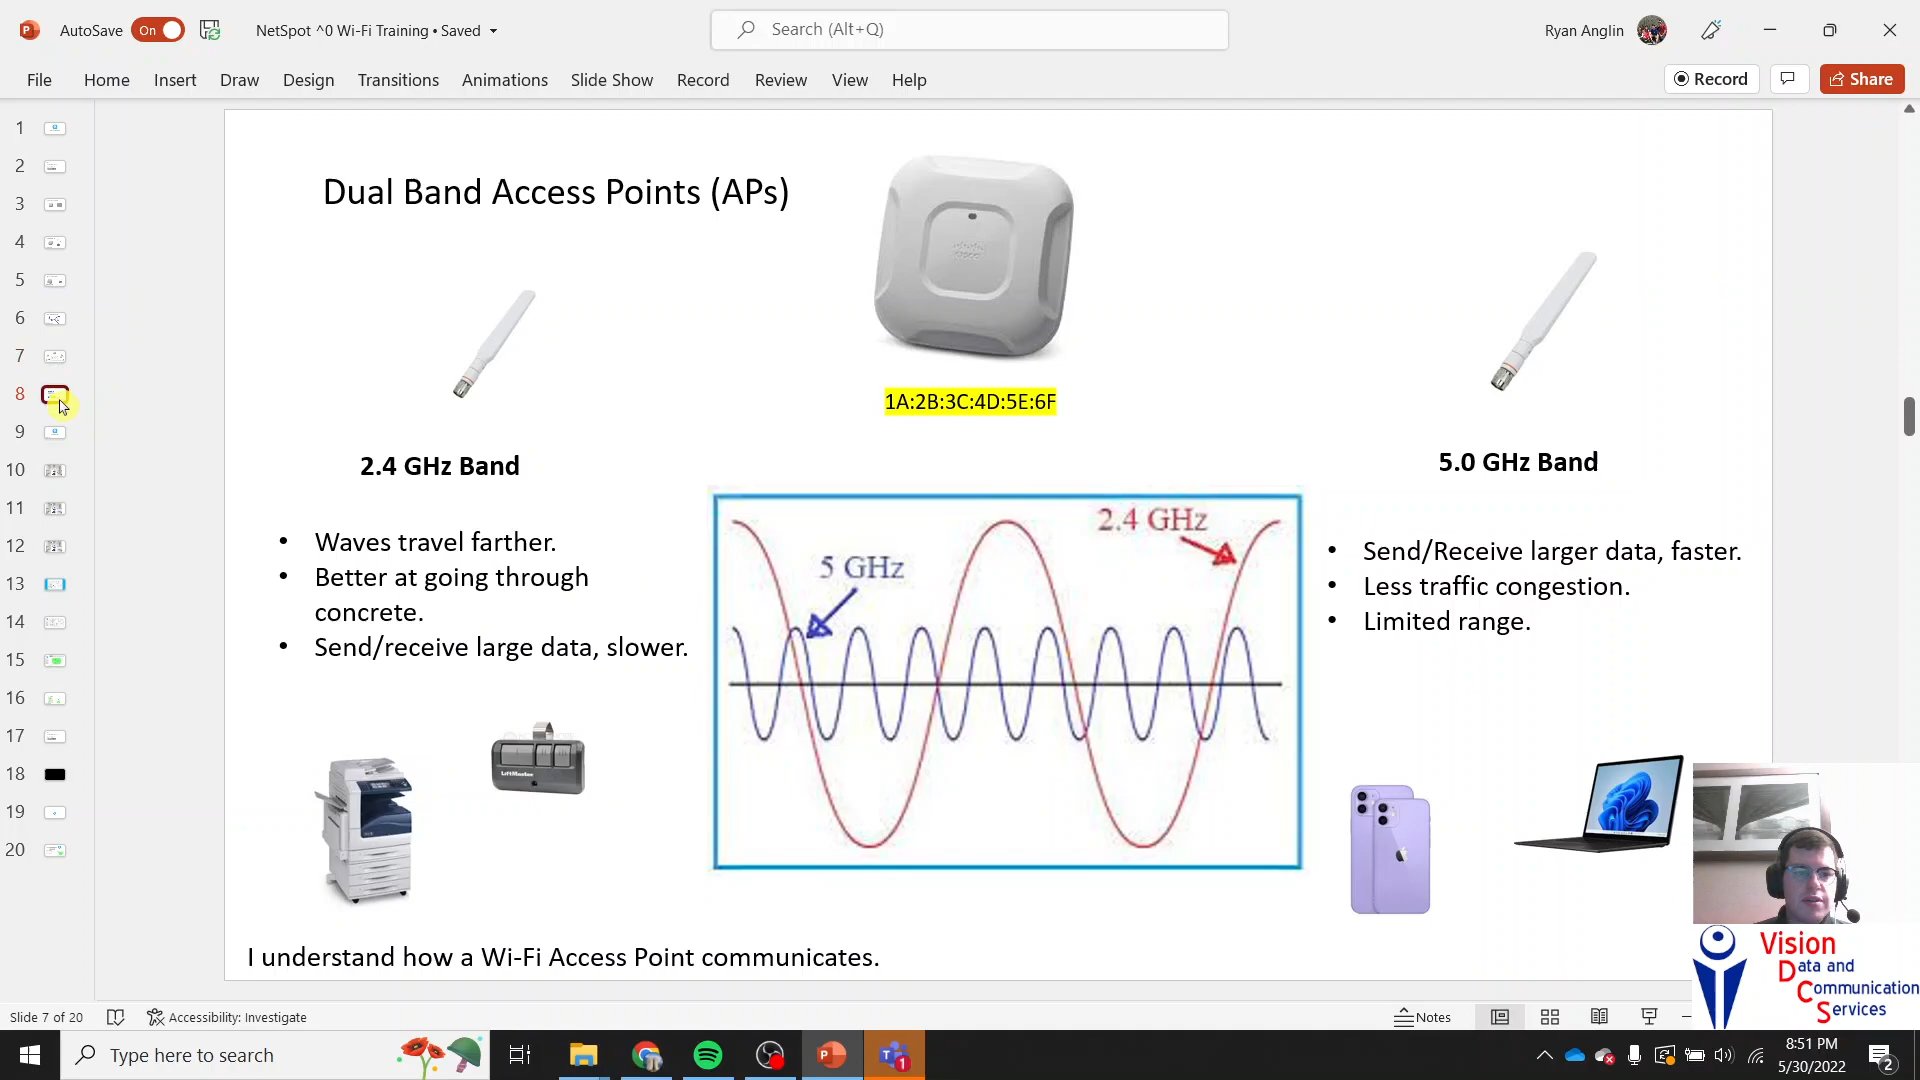 AutoSave On NetSpot ^0 Wi-Fi Training • Saved Search (Alt+Q) Ryan Anglin
File Home Insert Draw Design Transitions Animations Slide Show Record Review View Help Record Share
1
2
3
4
5
6
7
8
9
10
11
12
13
14
15
16
17
18
19
20
Dual Band Access Points (APs)
1A:2B:3C:4D:5E:6F
2.4 GHz Band
• Waves travel farther.
• Better at going through
concrete.
• Send/receive large data, slower.
5 GHz
2.4 GHz
5.0 GHz Band
• Send/Receive larger data, faster.
• Less traffic congestion.
• Limited range.
LiftMaster
I understand how a Wi-Fi Access Point communicates.
Vision
Data and
Communication
Services
Slide 7 of 20 Accessibility: Investigate Notes
Type here to search
1
8:51 PM
5/30/2022
2